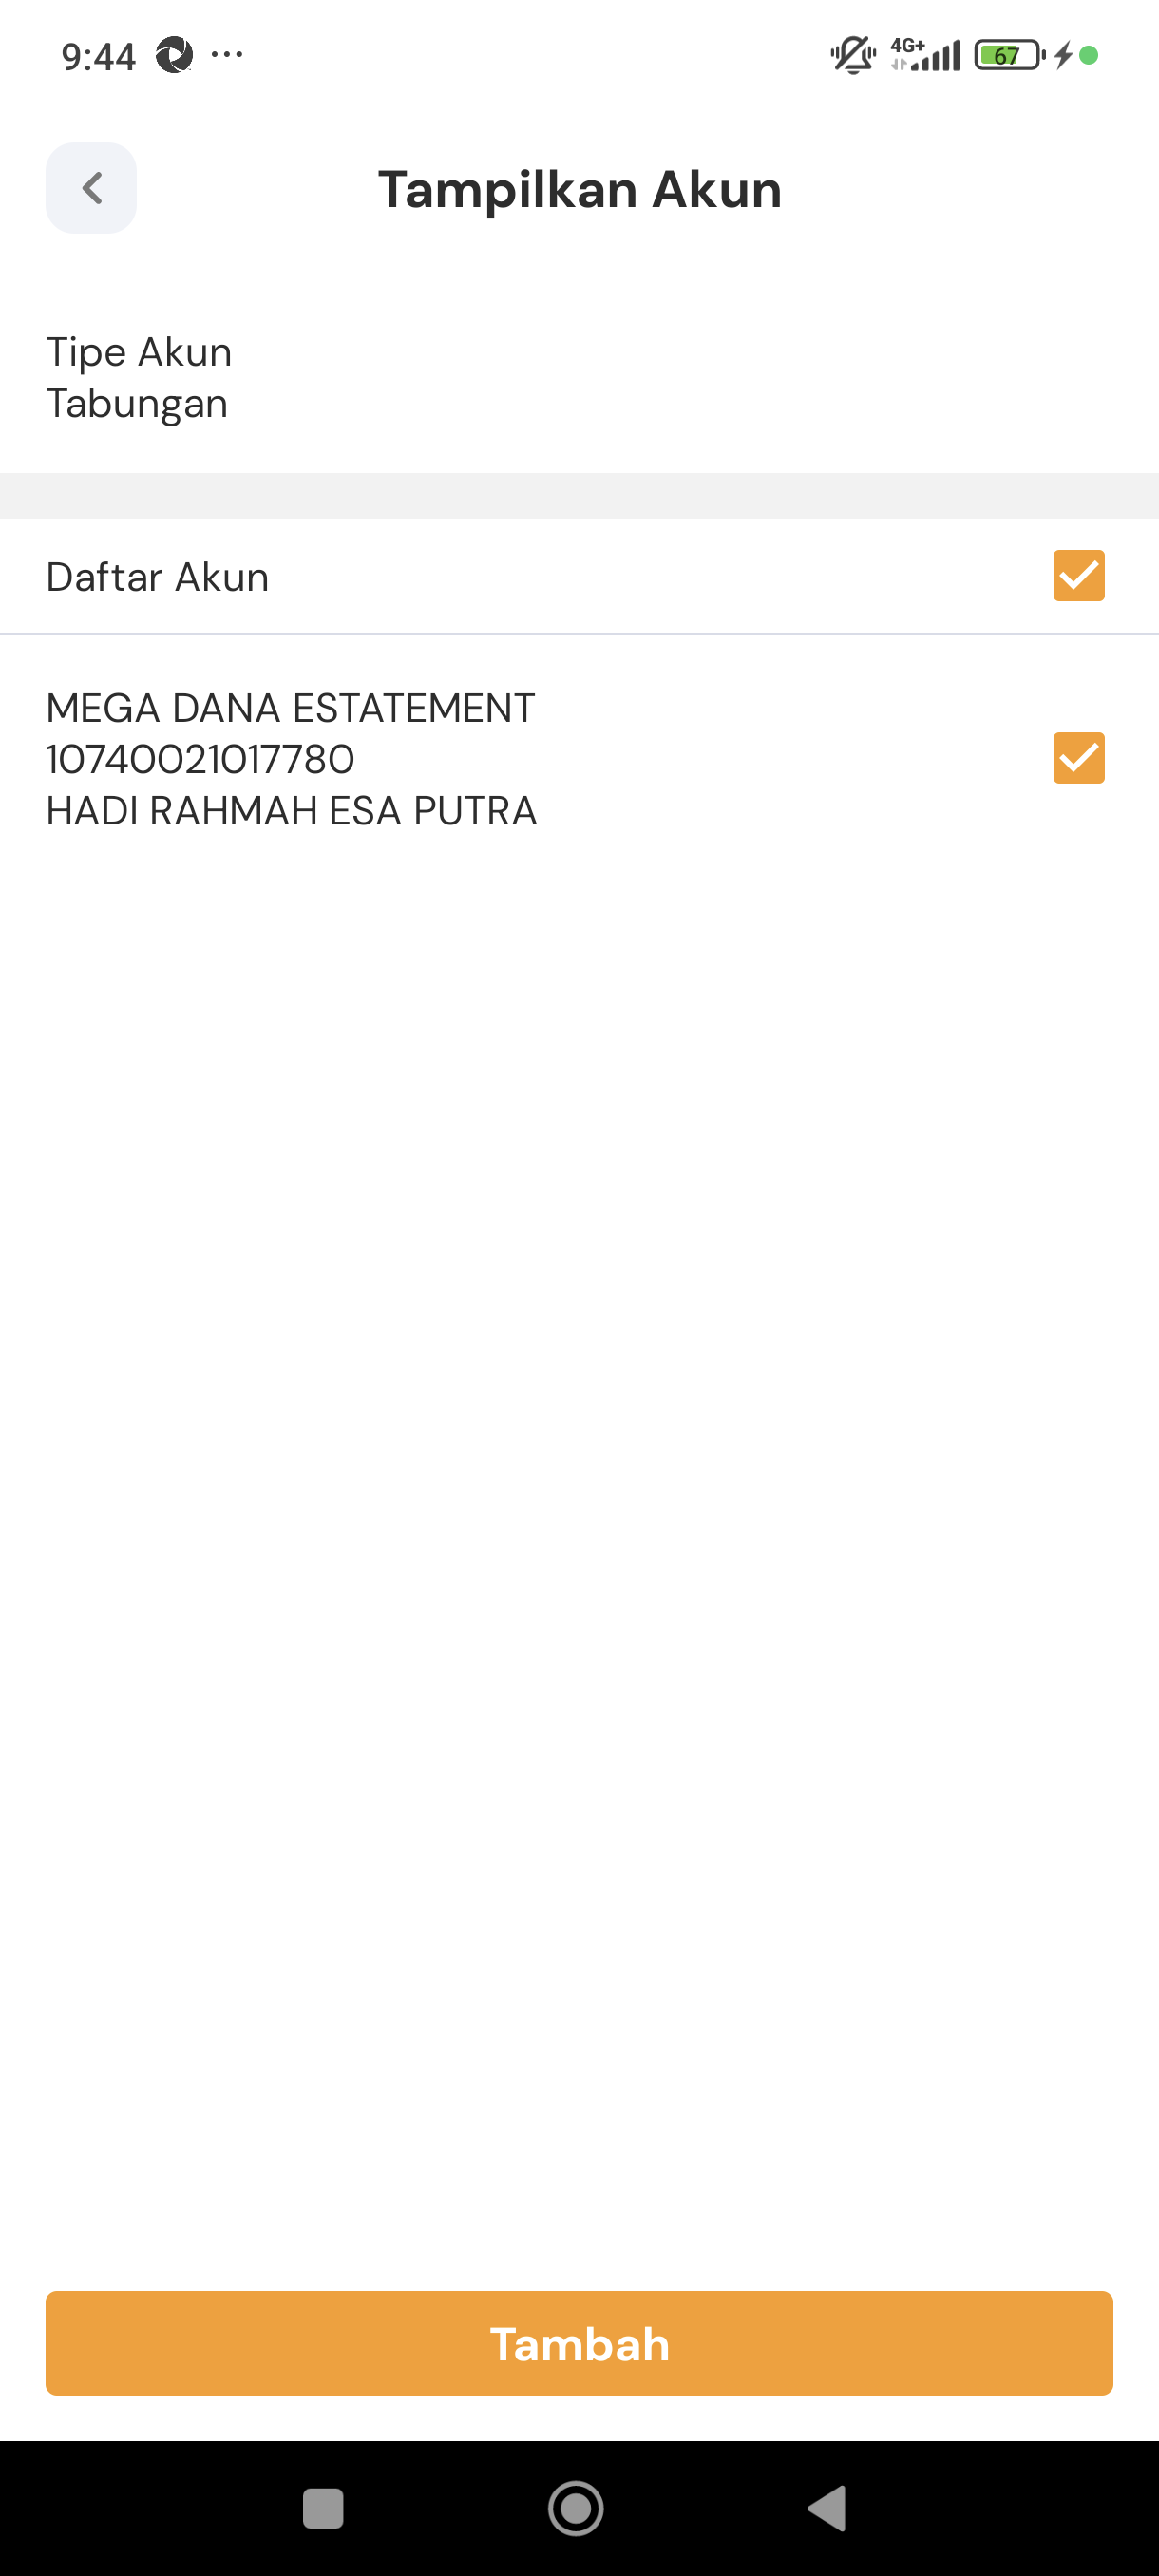 9:44
4G+
67
Tampilkan Akun
Tipe Akun
Tabungan
Daftar Akun
MEGA DANA ESTATEMENT
10740021017780
HADI RAHMAH ESA PUTRA
Tambah